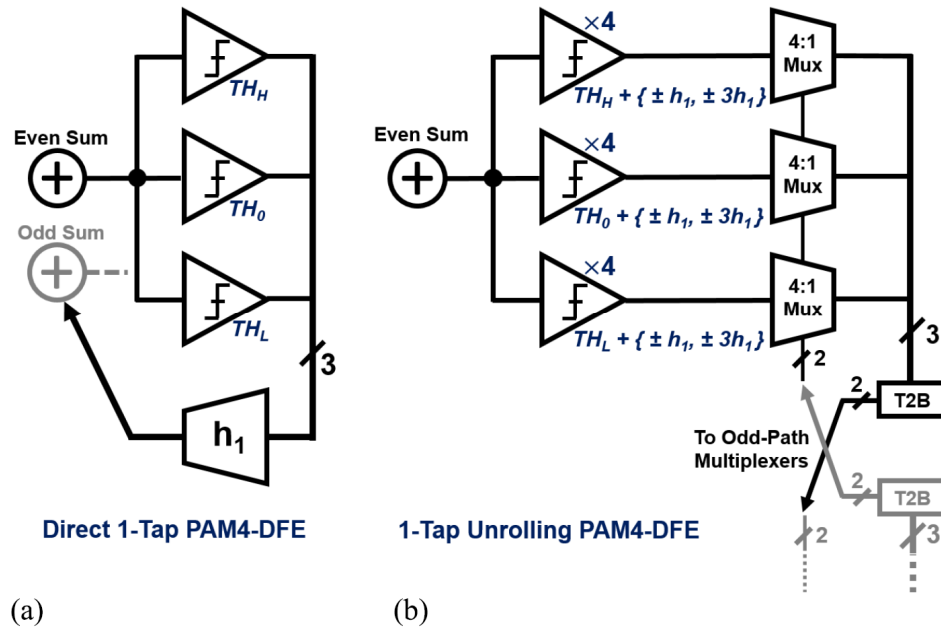 TH_H
Even Sum
TH_0
Odd Sum
TH_L
3
h_1
Direct 1-Tap PAM4-DFE
(a)
×4
4:1
Mux
TH_H + { ± h_1, ± 3h_1}
Even Sum
×4
4:1
Mux
TH_0 + { ± h_1, ± 3h_1}
×4
4:1
Mux
TH_L + { ± h_1, ± 3h_1}
2
3
2
T2B
To Odd-Path
Multiplexers
2
T2B
2
3
1-Tap Unrolling PAM4-DFE
(b)